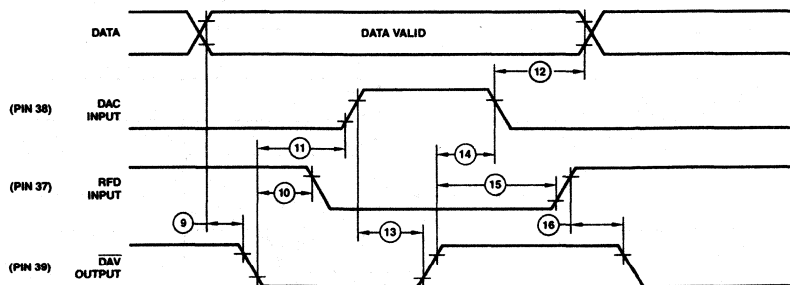 DATA
DATA VALID
12
(PIN 38)
DAC
INPUT
11
14
(PIN 37)
RFD
INPUT
10
15
9
13
16
(PIN 39)
DAV
OUTPUT